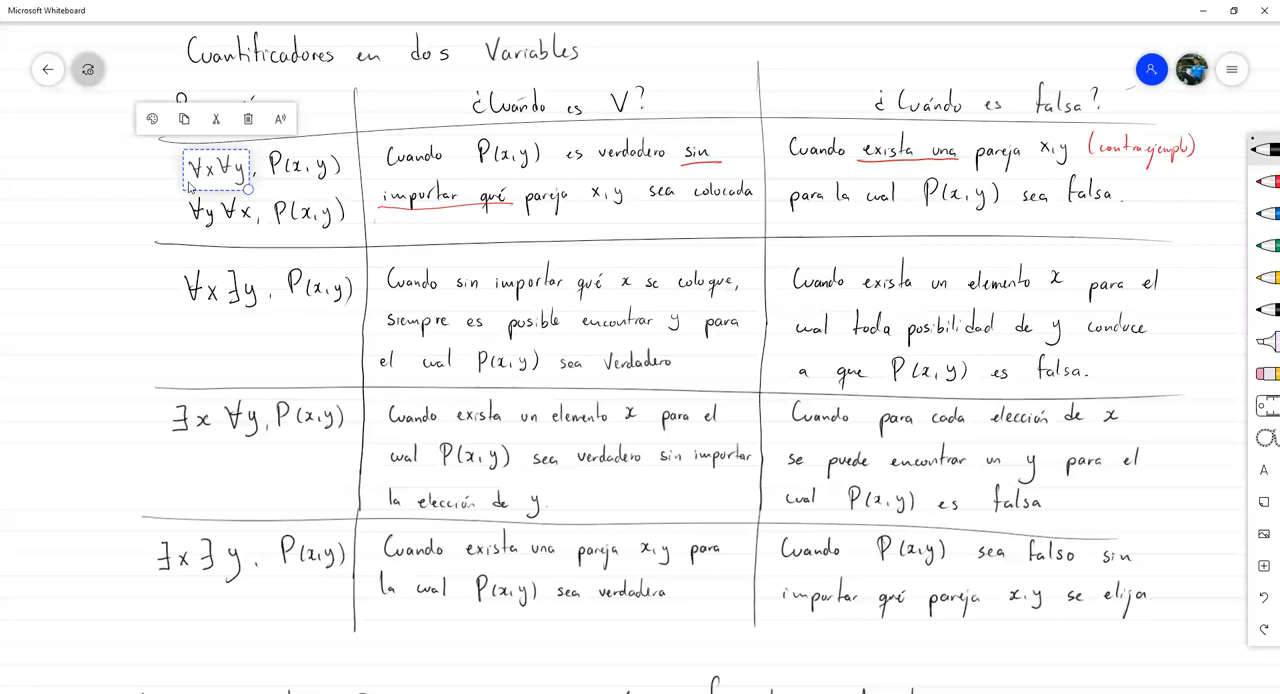 Microsoft Whiteboard
Cuantificadores en dos Variables
¿Cuándo es V?
¿Cuándo es falsa?
∀x∀y, P(x,y)
∀y∀x, P(x,y)
Cuando P(x,y) es verdadero sin
importar qué pareja x,y sea colocada
Cuando exista una pareja x,y (contraejemplo)
para la cual P(x,y) sea falsa.
∀x∃y, P(x,y)
Cuando sin importar qué x se coloque,
siempre es posible encontrar y para
el cual P(x,y) sea Verdadero
Cuando exista un elemento x para el
cual toda posibilidad de y conduce
a que P(x,y) es falsa.
∃x ∀y, P(x,y)
Cuando exista un elemento x para el
cual P(x,y) sea verdadero sin importar
la elección de y.
Cuando para cada elección de x
se puede encontrar un y para el
cual P(x,y) es falsa
∃x∃y, P(x,y)
Cuando exista una pareja x,y para
la cual P(x,y) sea verdadera
Cuando P(x,y) sea falso sin
importar qué pareja x,y se elija.